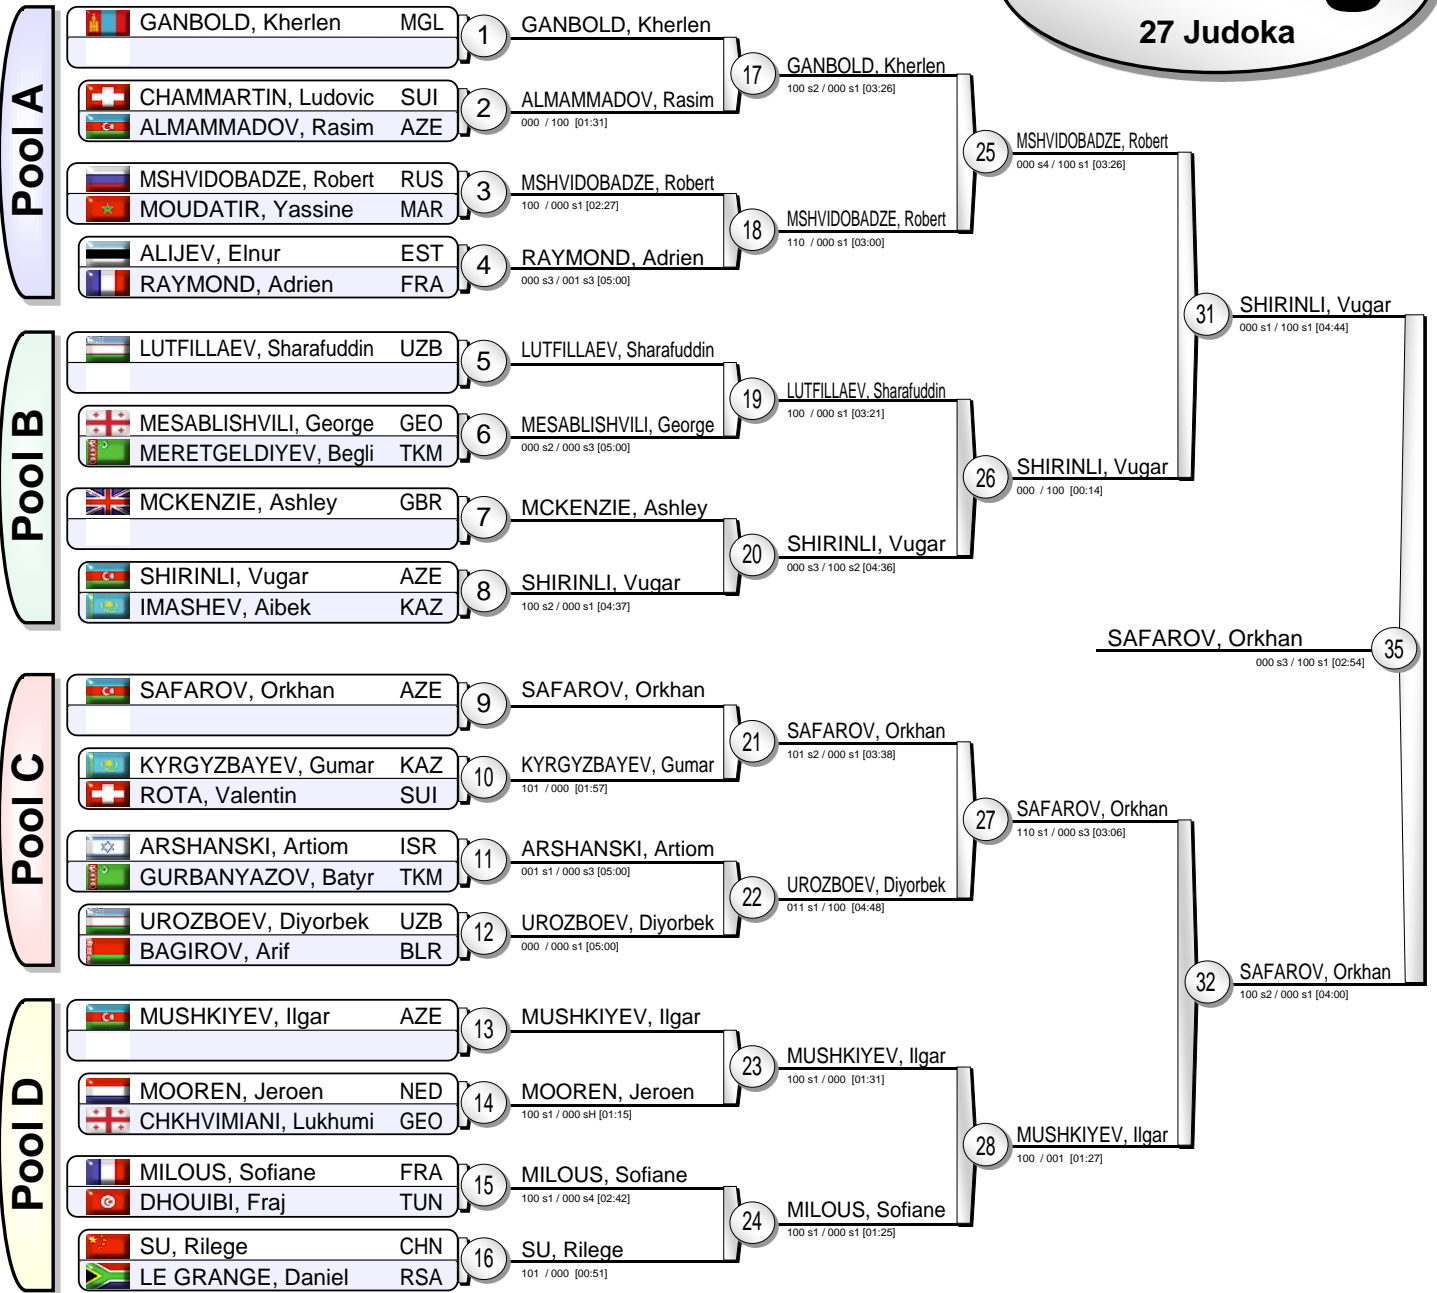 27 Judoka
Pool A
GANBOLD, Kherlen MGL
CHAMMARTIN, Ludovic SUI
ALMAMMADOV, Rasim AZE
MSHVIDOBADZE, Robert RUS
MOUDATIR, Yassine MAR
ALIJEV, Elnur EST
RAYMOND, Adrien FRA
Pool B
LUTFILLAEV, Sharafuddin UZB
MESABLISHVILI, George GEO
MERETGELDIYEV, Begli TKM
MCKENZIE, Ashley GBR
SHIRINLI, Vugar AZE
IMASHEV, Aibek KAZ
Pool C
SAFAROV, Orkhan AZE
KYRGYZBAYEV, Gumar KAZ
ROTA, Valentin SUI
ARSHANSKI, Artiom ISR
GURBANYAZOV, Batyr TKM
UROZBOEV, Diyorbek UZB
BAGIROV, Arif BLR
Pool D
MUSHKIYEV, Ilgar AZE
MOOREN, Jeroen NED
CHKHVIMIANI, Lukhumi GEO
MILOUS, Sofiane FRA
DHOUIBI, Fraj TUN
SU, Rilege CHN
LE GRANGE, Daniel RSA
1 GANBOLD, Kherlen
2 ALMAMMADOV, Rasim
000 / 100 [01:31]
3 MSHVIDOBADZE, Robert
100 / 000 s1 [02:27]
4 RAYMOND, Adrien
000 s3 / 001 s3 [05:00]
5 LUTFILLAEV, Sharafuddin
6 MESABLISHVILI, George
000 s2 / 000 s3 [05:00]
7 MCKENZIE, Ashley
8 SHIRINLI, Vugar
100 s2 / 000 s1 [04:37]
9 SAFAROV, Orkhan
10 KYRGYZBAYEV, Gumar
101 / 000 [01:57]
11 ARSHANSKI, Artiom
001 s1 / 000 s3 [05:00]
12 UROZBOEV, Diyorbek
000 / 000 s1 [05:00]
13 MUSHKIYEV, Ilgar
14 MOOREN, Jeroen
100 s1 / 000 sH [01:15]
15 MILOUS, Sofiane
100 s1 / 000 s4 [02:42]
16 SU, Rilege
101 / 000 [00:51]
17 GANBOLD, Kherlen
100 s2 / 000 s1 [03:26]
18 MSHVIDOBADZE, Robert
110 / 000 s1 [03:00]
19 LUTFILLAEV, Sharafuddin
100 / 000 s1 [03:21]
20 SHIRINLI, Vugar
000 s3 / 100 s2 [04:36]
21 SAFAROV, Orkhan
101 s2 / 000 s1 [03:38]
22 UROZBOEV, Diyorbek
011 s1 / 100 [04:48]
23 MUSHKIYEV, Ilgar
100 s1 / 000 [01:31]
24 MILOUS, Sofiane
100 s1 / 000 s1 [01:25]
25 MSHVIDOBADZE, Robert
000 s4 / 100 s1 [03:26]
26 SHIRINLI, Vugar
000 / 100 [00:14]
27 SAFAROV, Orkhan
110 s1 / 000 s3 [03:06]
28 MUSHKIYEV, Ilgar
100 / 001 [01:27]
31 SHIRINLI, Vugar
000 s1 / 100 s1 [04:44]
32 SAFAROV, Orkhan
100 s2 / 000 s1 [04:00]
SAFAROV, Orkhan 35
000 s3 / 100 s1 [02:54]